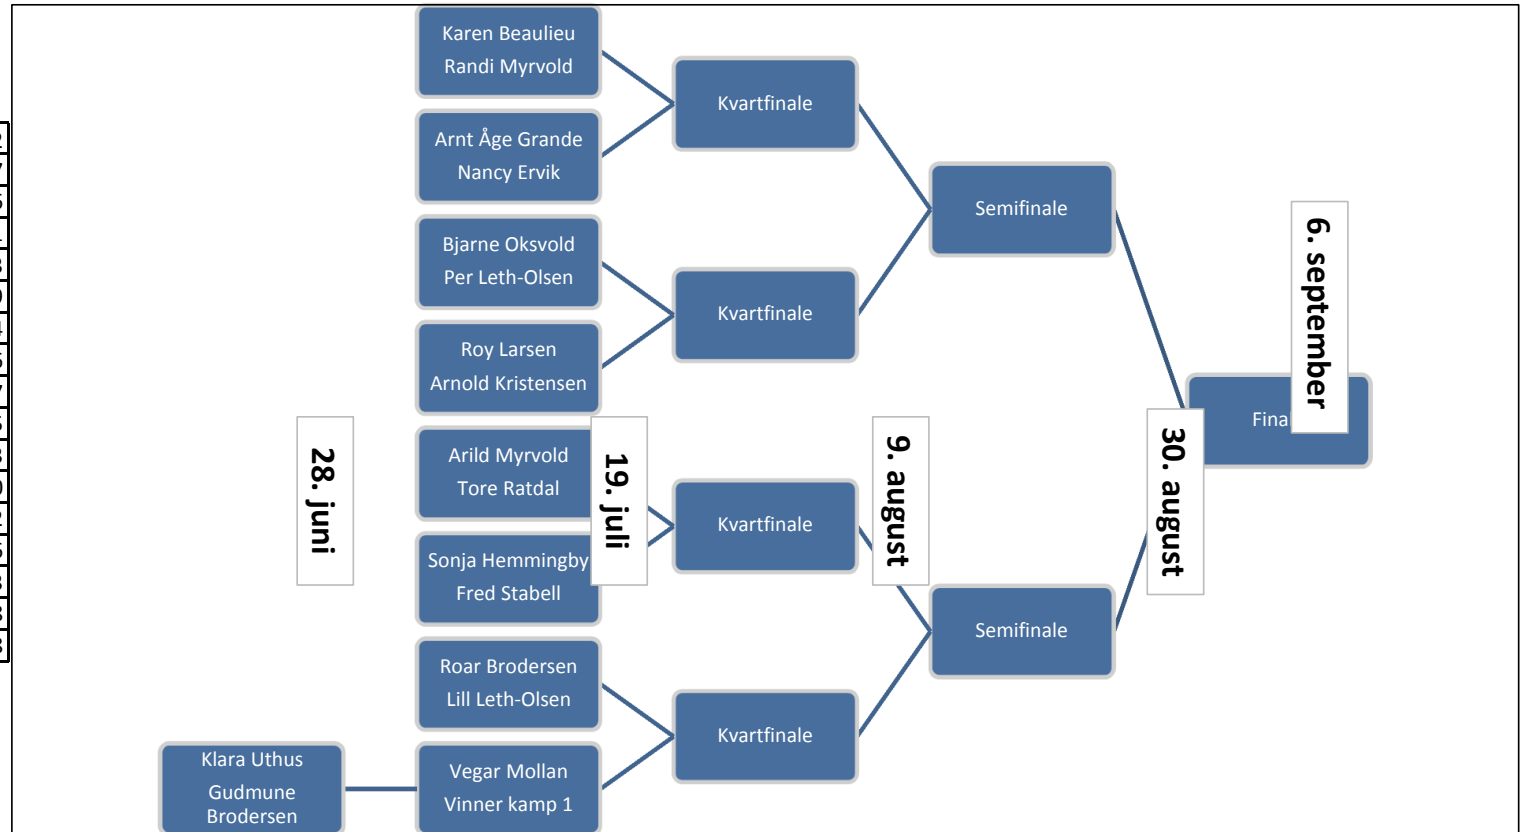 Karen Beaulieu
Randi Myrvold
Arnt Åge Grande
Nancy Ervik
Bjarne Oksvold
Per Leth-Olsen
Roy Larsen
Arnold Kristensen
Arild Myrvold
Tore Ratdal
Sonja Hemmingby
Fred Stabell
Roar Brodersen
Lill Leth-Olsen
Klara Uthus
Gudmune
Brodersen
Vegar Mollan
Vinner kamp 1
Kvartfinale
Kvartfinale
Kvartfinale
Kvartfinale
Semifinale
Semifinale
28. juni
19. juli
9. august
30. august
6. september